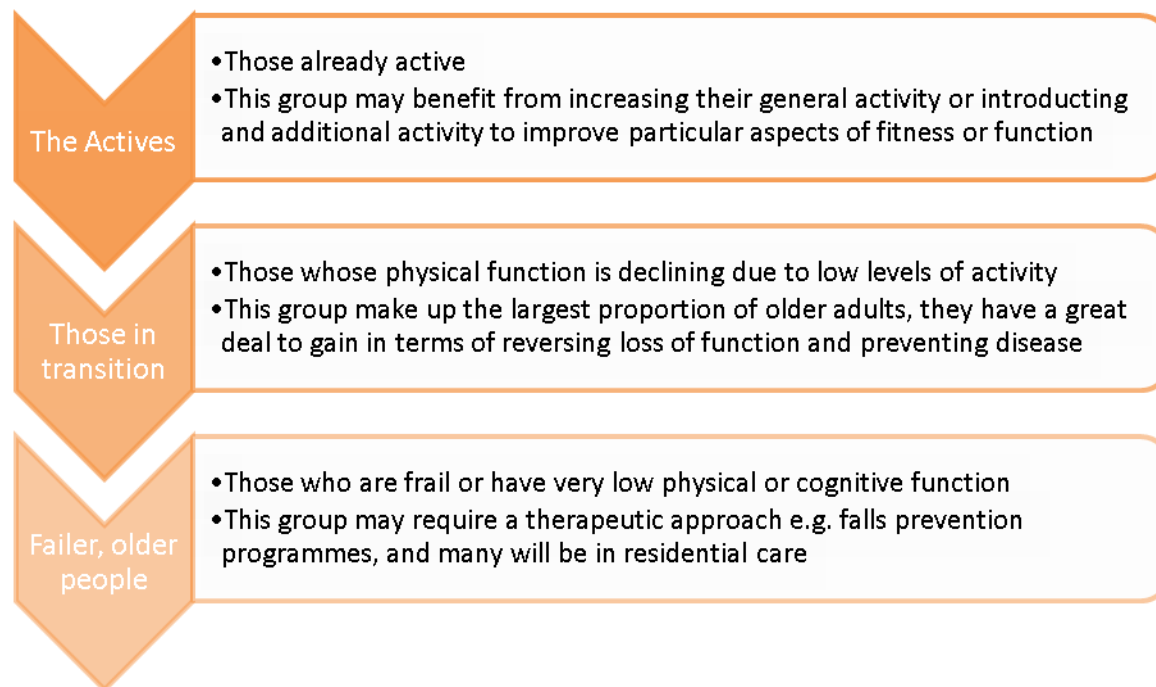 The Actives
•Those already active
•This group may benefit from increasing their general activity or introducting
and additional activity to improve particular aspects of fitness or function
Those in
transition
•Those whose physical function is declining due to low levels of activity
•This group make up the largest proportion of older adults, they have a great
deal to gain in terms of reversing loss of function and preventing disease
Failer, older
people
•Those who are frail or have very low physical or cognitive function
•This group may require a therapeutic approach e.g. falls prevention
programmes, and many will be in residential care